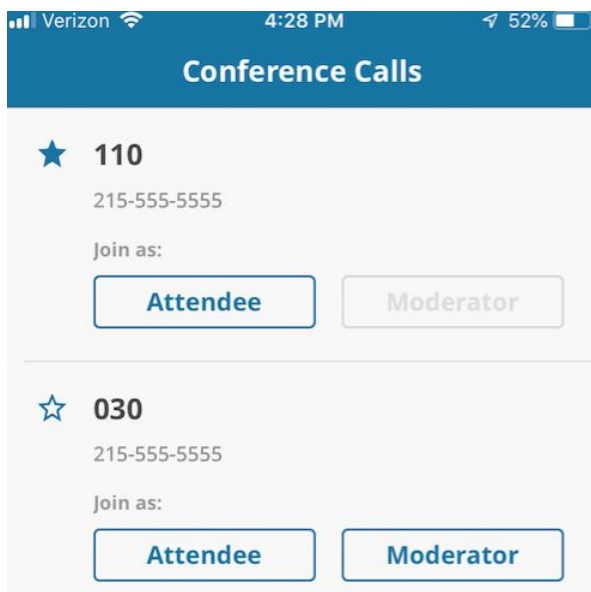 Verizon 4:28 PM 52%
Conference Calls
110
215-555-5555
Join as:
Attendee Moderator
030
215-555-5555
Join as:
Attendee Moderator